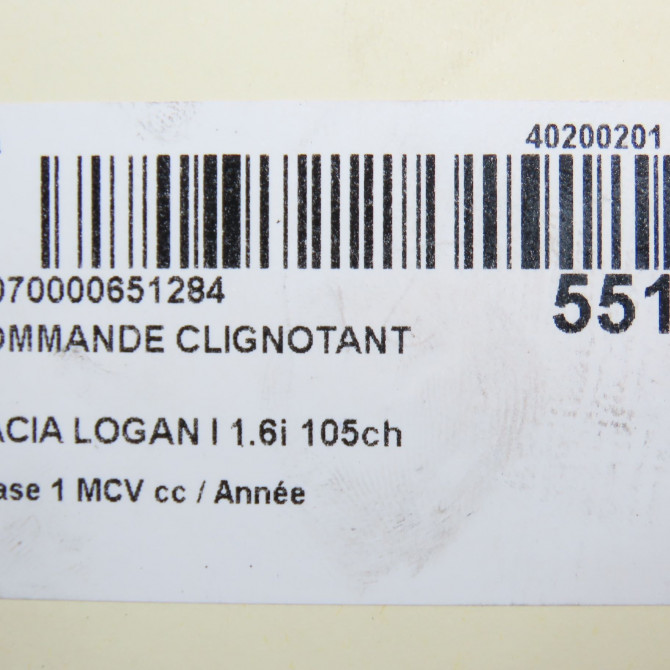 40200201
070000651284
551
OMMANDE CLIGNOTANT
ACIA LOGAN I 1.6i 105ch
ase 1 MCV cc / Année